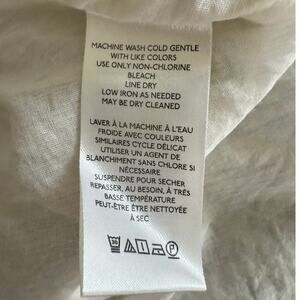 MACHINE WASH COLD GENTLE
WITH LIKE COLORS
USE ONLY NON-CHLORINE
BLEACH
LINE DRY
LOW IRON AS NEEDED
MAY BE DRY CLEANED
LAVER À LA MACHINE À L'EAU
FROIDE AVEC COULEURS
SIMILAIRES CYCLE DÉLICAT
UTILISER UN AGENT DE
BLANCHIMENT SANS CHLORE SI
NÉCESSAIRE
SUSPENDRE POUR SECHER
REPASSER, AU BESOIN, À TRÈS
BASSE TEMPÉRATURE
PEUT-ÊTRE ÊTRE NETTOYÉE
À SEC